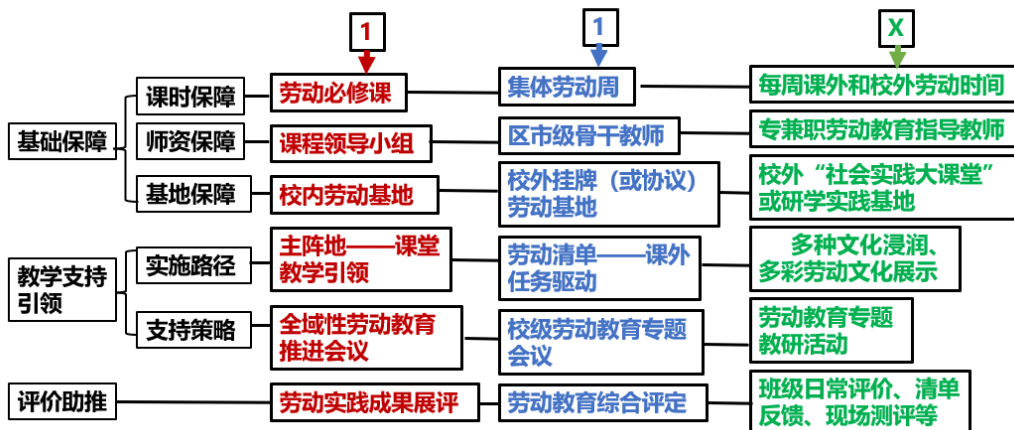 1
1
X
课时保障
劳动必修课
集体劳动周
每周课外和校外劳动时间
基础保障
师资保障
课程领导小组
区市级骨干教师
专兼职劳动教育指导教师
基地保障
校内劳动基地
校外挂牌（或协议）
劳动基地
校外“社会实践大课堂”
或研学实践基地
教学支持
引领
实施路径
主阵地——课堂
教学引领
劳动清单——课外
任务驱动
多种文化浸润、
多彩劳动文化展示
支持策略
全域性劳动教育
推进会议
校级劳动教育专题
会议
劳动教育专题
教研活动
评价助推
劳动实践成果展评
劳动教育综合评定
班级日常评价、清单
反馈、现场测评等